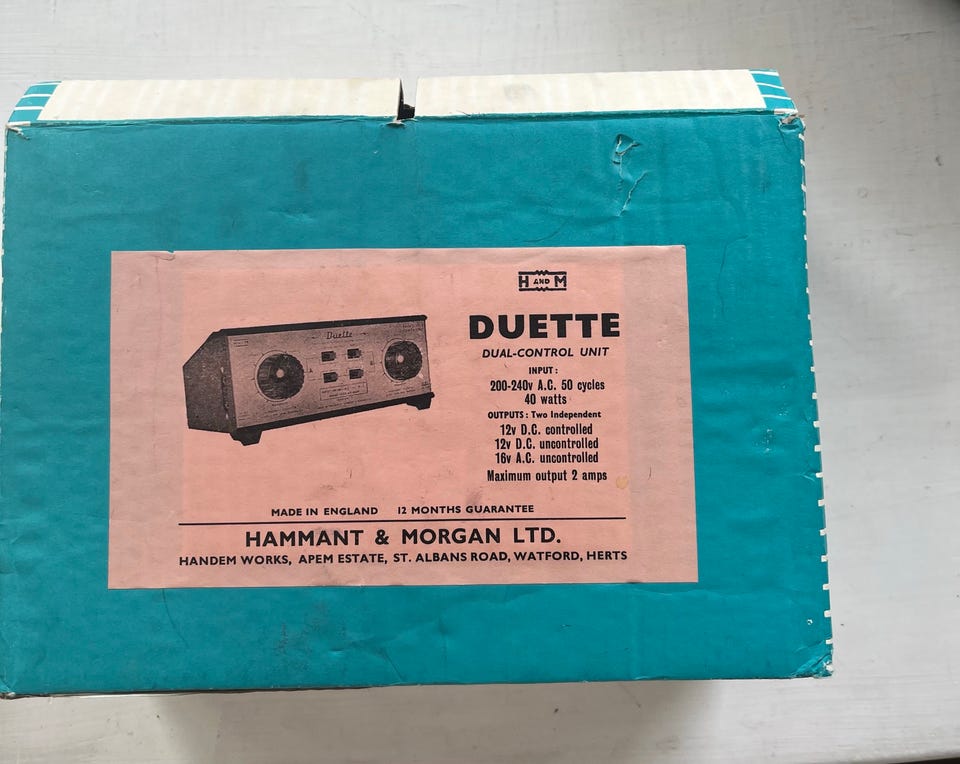 H AND M
DUETTE
DUAL-CONTROL UNIT
INPUT :
200-240v A.C. 50 cycles
40 watts
OUTPUTS : Two Independent
12v D.C. controlled
12v D.C. uncontrolled
16v A.C. uncontrolled
Maximum output 2 amps
Duette
MADE IN ENGLAND 12 MONTHS GUARANTEE
HAMMANT & MORGAN LTD.
HANDEM WORKS, APEM ESTATE, ST. ALBANS ROAD, WATFORD, HERTS